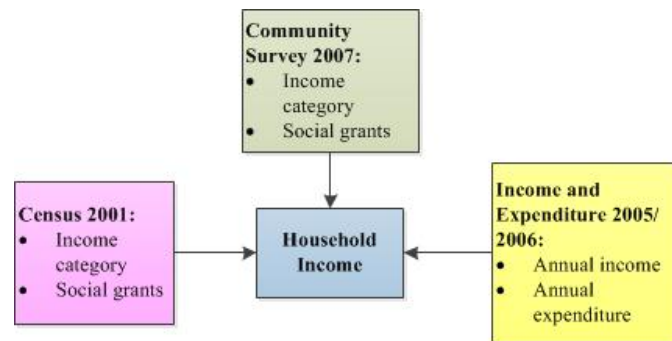 Community
Survey 2007:
• Income
category
• Social grants
Census 2001:
• Income
category
• Social grants
Household
Income
Income and
Expenditure 2005/
2006:
• Annual income
• Annual
expenditure